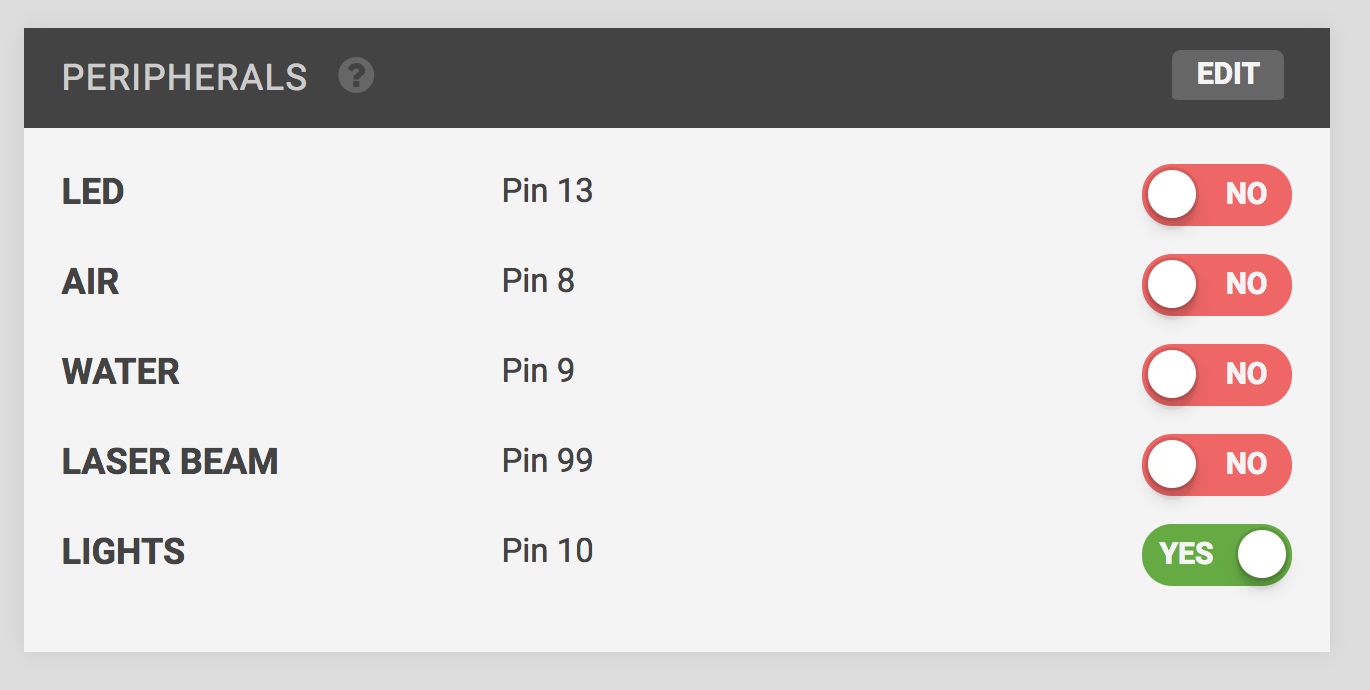 PERIPHERALS ? EDIT
LED Pin 13 NO
AIR Pin 8 NO
WATER Pin 9 NO
LASER BEAM Pin 99 NO
LIGHTS Pin 10 YES